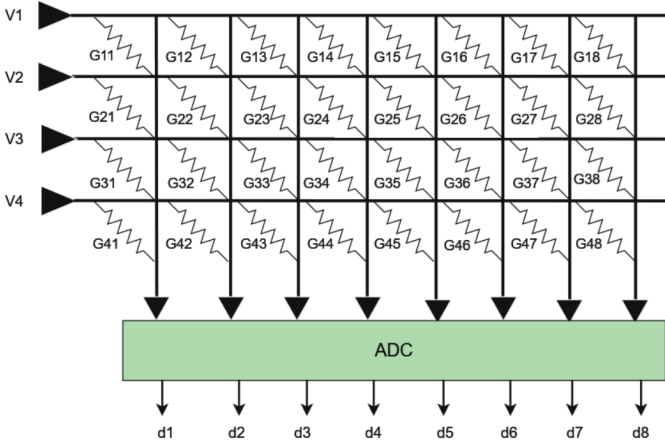 V1
G11 G12 G13 G14 G15 G16 G17 G18
V2
G21 G22 G23 G24 G25 G26 G27 G28
V3
G31 G32 G33 G34 G35 G36 G37 G38
V4
G41 G42 G43 G44 G45 G46 G47 G48
ADC
d1 d2 d3 d4 d5 d6 d7 d8